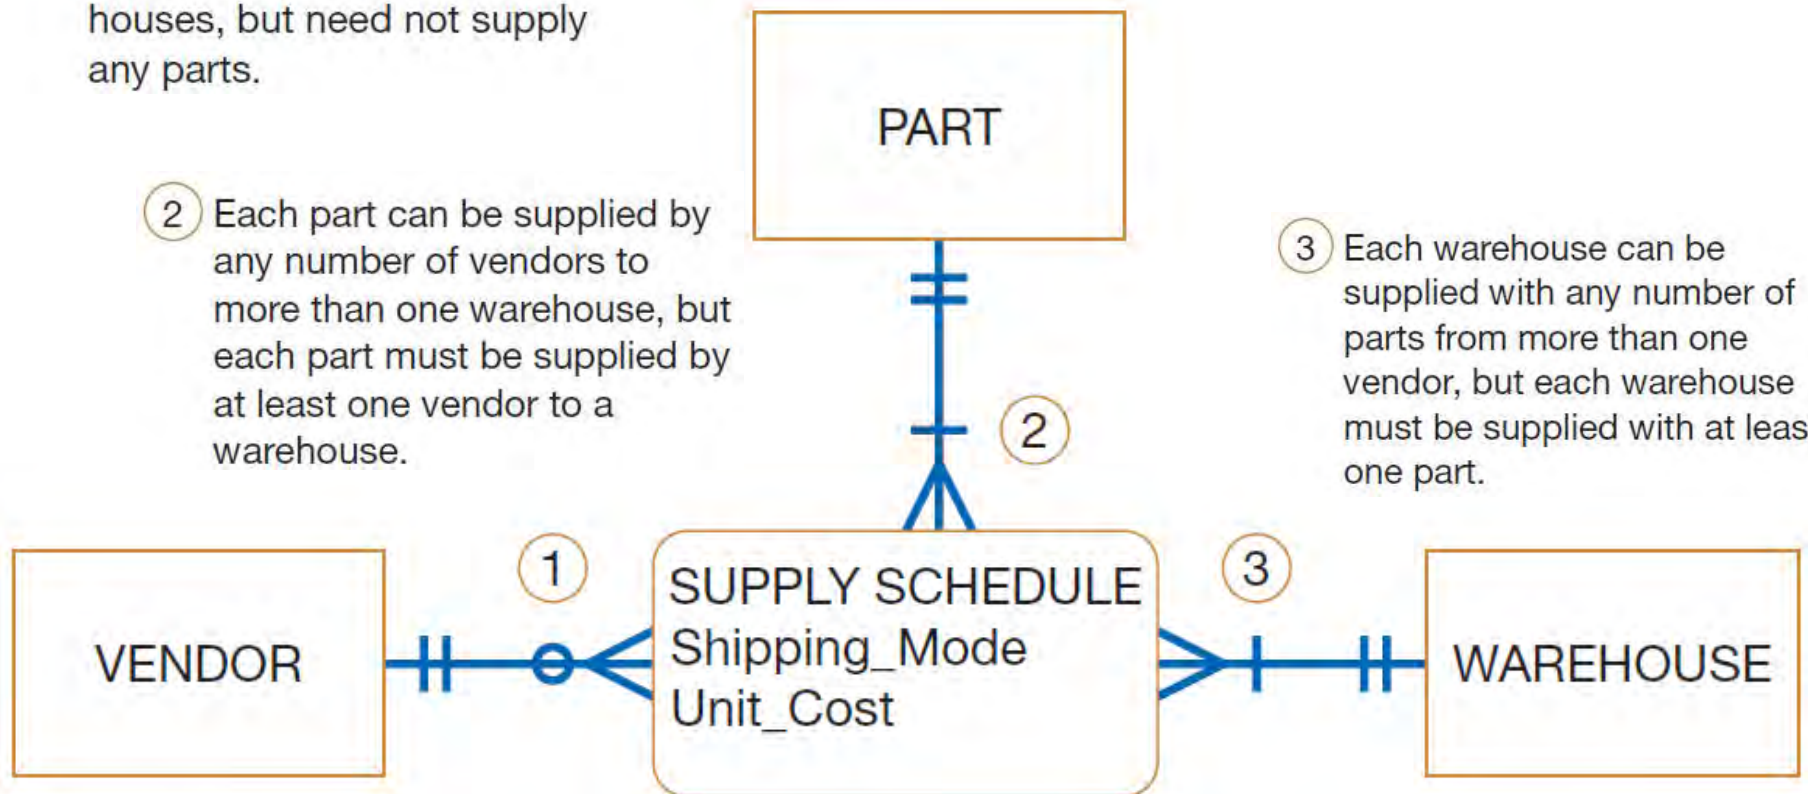 houses, but need not supply
any parts.
PART
2 Each part can be supplied by
any number of vendors to
more than one warehouse, but
each part must be supplied by
at least one vendor to a
warehouse.
3 Each warehouse can be
supplied with any number of
parts from more than one
vendor, but each warehouse
must be supplied with at leas
one part.
2
1
3
VENDOR
SUPPLY SCHEDULE
Shipping_Mode
Unit_Cost
WAREHOUSE